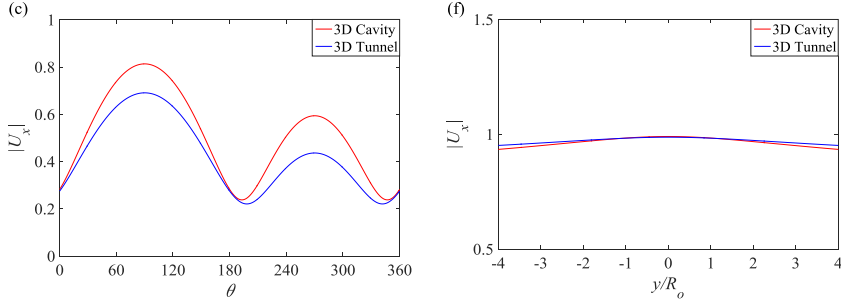 (c)
1
0.8
0.6
0.4
0.2
0
|U_x|
0 60 120 180 240 300 360
θ
3D Cavity
3D Tunnel
(f)
1.5
1
0.5
|U_x|
-4 -3 -2 -1 0 1 2 3 4
y/R_o
3D Cavity
3D Tunnel